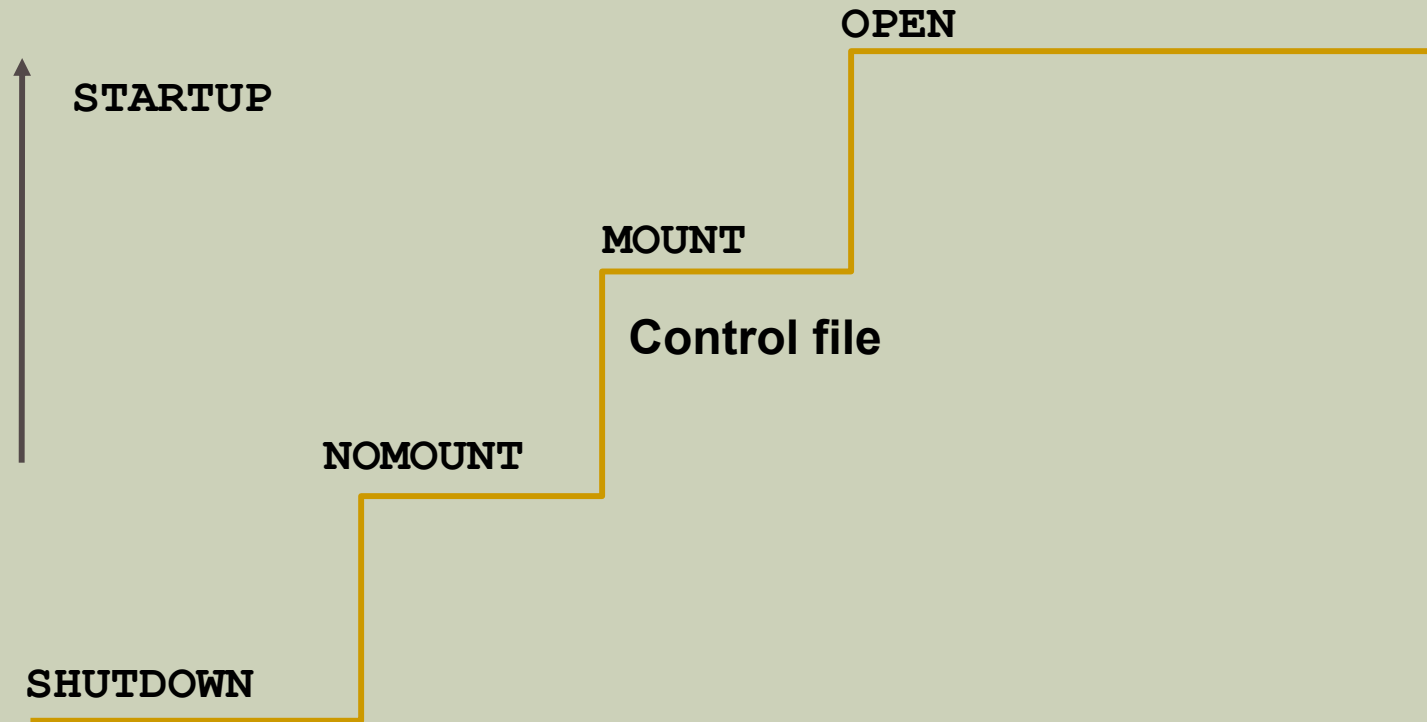 OPEN
STARTUP
MOUNT
Control file
NOMOUNT
SHUTDOWN